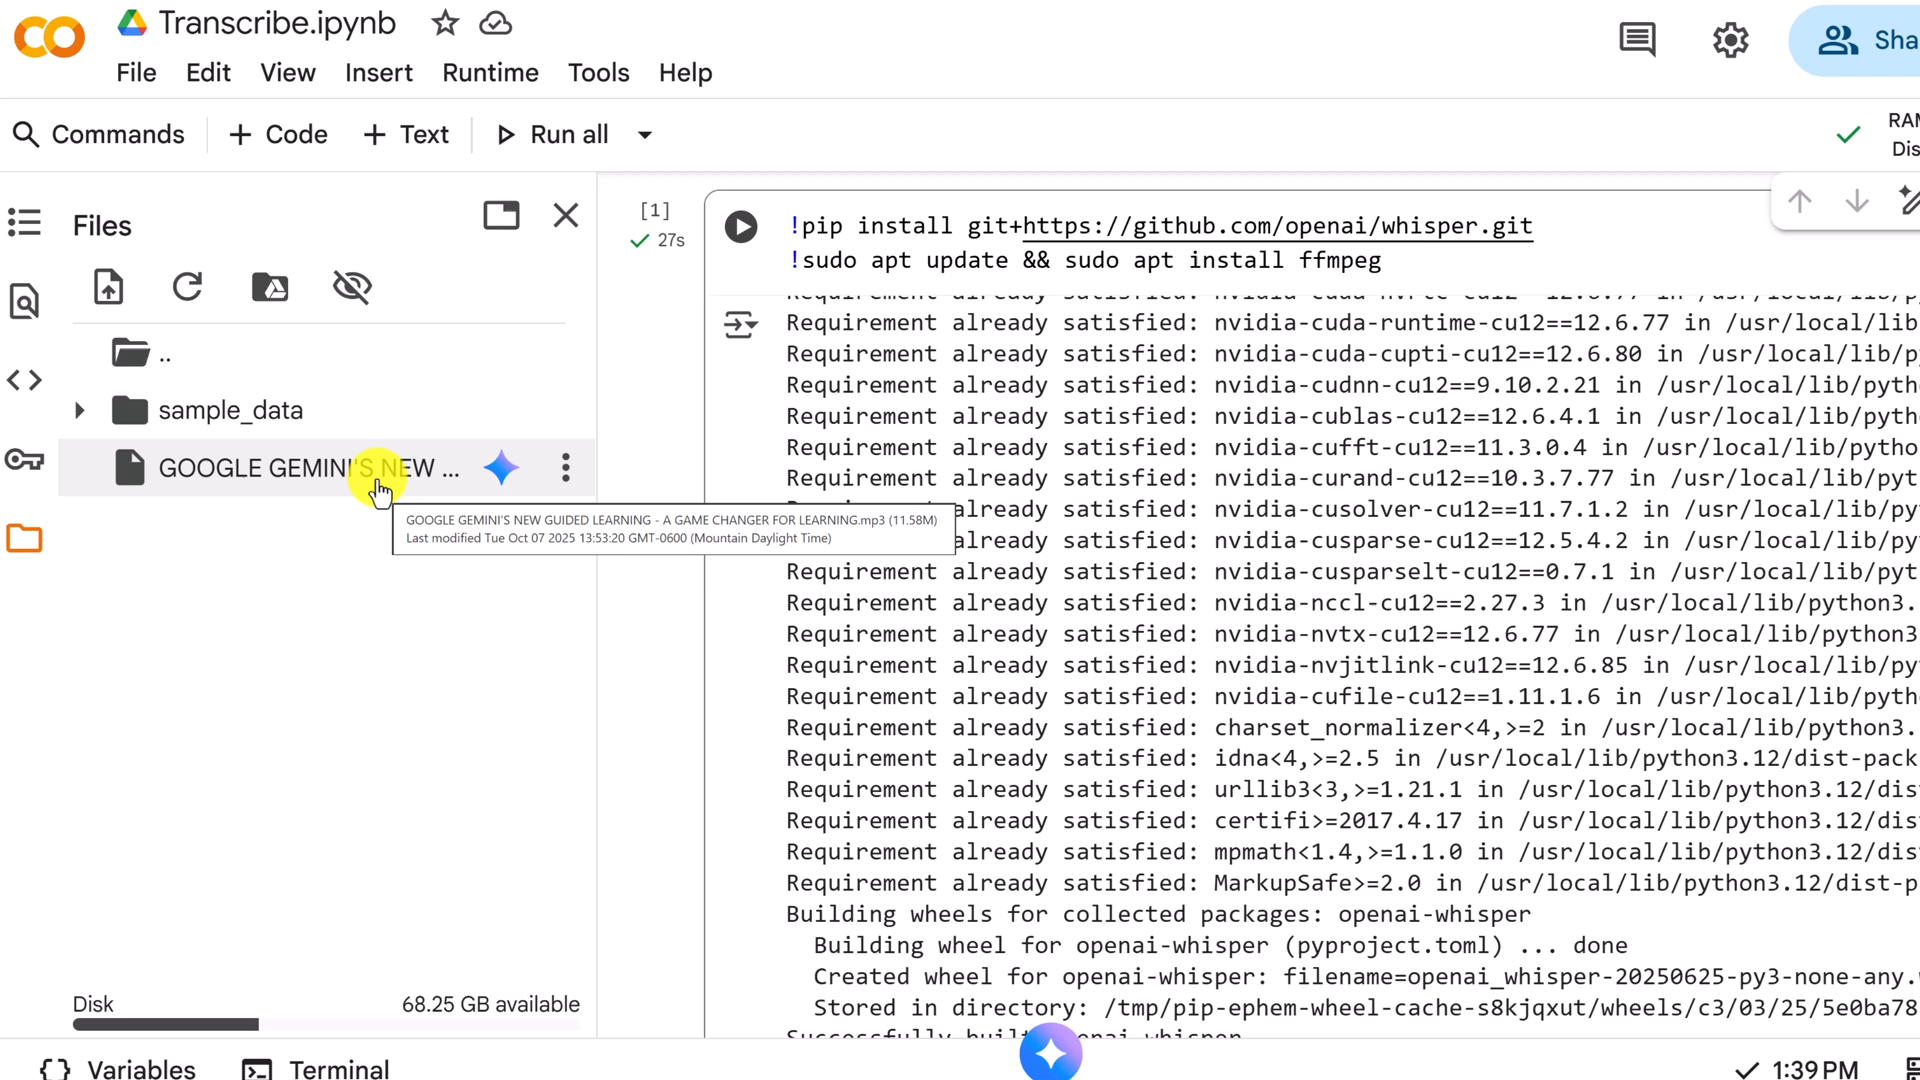 Transcribe.ipynb
Sha
File Edit View Insert Runtime Tools Help
Commands + Code + Text Run all
RAM
Dis
Files
..
sample_data
GOOGLE GEMINI'S NEW ...
GOOGLE GEMINI'S NEW GUIDED LEARNING - A GAME CHANGER FOR LEARNING.mp3 (11.58M)
Last modified Tue Oct 07 2025 13:53:20 GMT-0600 (Mountain Daylight Time)
Disk 68.25 GB available
[1]
27s
!pip install git+https://github.com/openai/whisper.git
!sudo apt update && sudo apt install ffmpeg
Requirement already satisfied: nvidia-cuda-runtime-cu12==12.6.77 in /usr/local/lib
Requirement already satisfied: nvidia-cuda-cupti-cu12==12.6.80 in /usr/local/lib/p
Requirement already satisfied: nvidia-cudnn-cu12==9.10.2.21 in /usr/local/lib/pyth
Requirement already satisfied: nvidia-cublas-cu12==12.6.4.1 in /usr/local/lib/pyth
Requirement already satisfied: nvidia-cufft-cu12==11.3.0.4 in /usr/local/lib/pytho
Requirement already satisfied: nvidia-curand-cu12==10.3.7.77 in /usr/local/lib/pyt
already satisfied: nvidia-cusolver-cu12==11.7.1.2 in /usr/local/lib/pyth
already satisfied: nvidia-cusparse-cu12==12.5.4.2 in /usr/local/lib/pyth
Requirement already satisfied: nvidia-cusparselt-cu12==0.7.1 in /usr/local/lib/pyt
Requirement already satisfied: nvidia-nccl-cu12==2.27.3 in /usr/local/lib/python3.
Requirement already satisfied: nvidia-nvtx-cu12==12.6.77 in /usr/local/lib/python3
Requirement already satisfied: nvidia-nvjitlink-cu12==12.6.85 in /usr/local/lib/py
Requirement already satisfied: nvidia-cufile-cu12==1.11.1.6 in /usr/local/lib/pyth
Requirement already satisfied: charset_normalizer<4,>=2 in /usr/local/lib/python3.
Requirement already satisfied: idna<4,>=2.5 in /usr/local/lib/python3.12/dist-pack
Requirement already satisfied: urllib3<3,>=1.21.1 in /usr/local/lib/python3.12/dis
Requirement already satisfied: certifi>=2017.4.17 in /usr/local/lib/python3.12/dis
Requirement already satisfied: mpmath<1.4,>=1.1.0 in /usr/local/lib/python3.12/dis
Requirement already satisfied: MarkupSafe>=2.0 in /usr/local/lib/python3.12/dist-p
Building wheels for collected packages: openai-whisper
Building wheel for openai-whisper (pyproject.toml) ... done
Created wheel for openai-whisper: filename=openai_whisper-20250625-py3-none-any.
Stored in directory: /tmp/pip-ephem-wheel-cache-s8kjqxut/wheels/c3/03/25/5e0ba78
Variables Terminal
1:39 PM